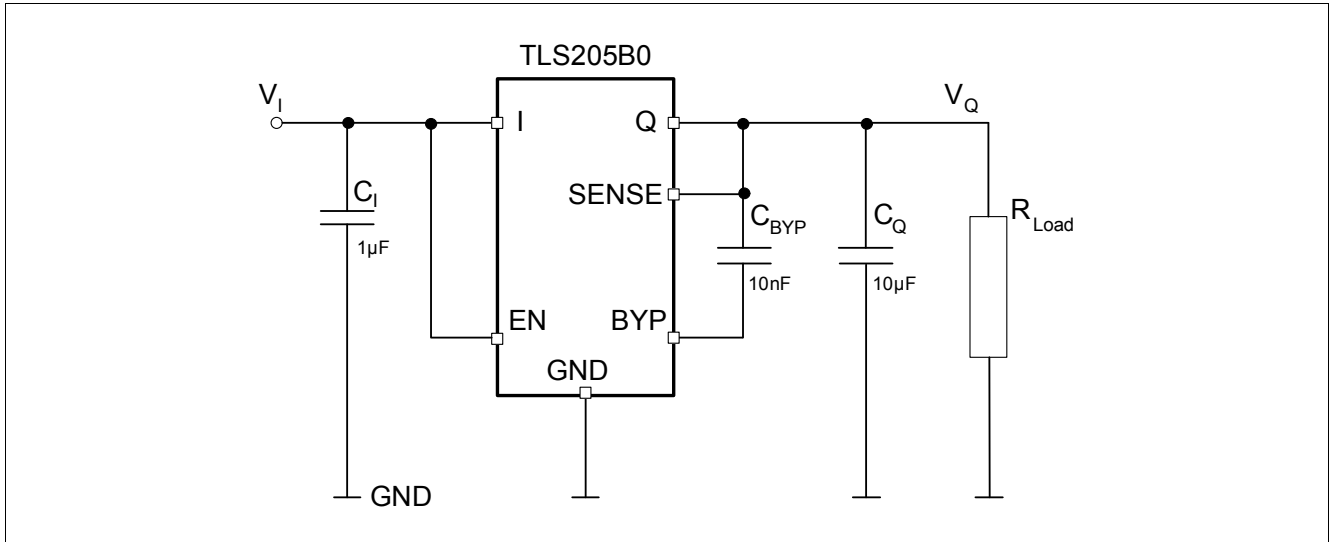 TLS205B0
V_I
V_Q
I
Q
SENSE
C_I
1µF
C_BYP
10nF
C_Q
10µF
R_Load
EN
BYP
GND
GND